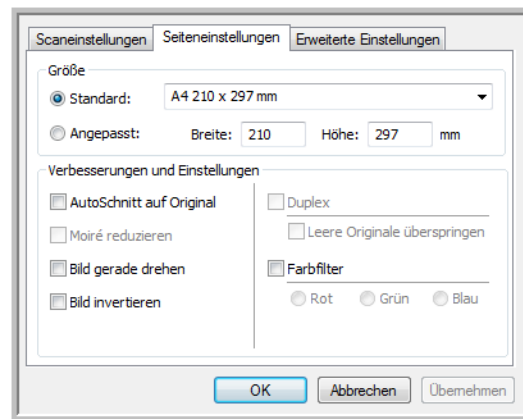 Scaneinstellungen Seiteneinstellungen Erweiterte Einstellungen
Größe
Standard: A4 210 x 297 mm
Angepasst: Breite: 210 Höhe: 297 mm
Verbesserungen und Einstellungen
AutoSchnitt auf Original Duplex
Moiré reduzieren Leere Originale überspringen
Bild gerade drehen Farbfilter
Bild invertieren Rot Grün Blau
OK Abbrechen Übernehmen